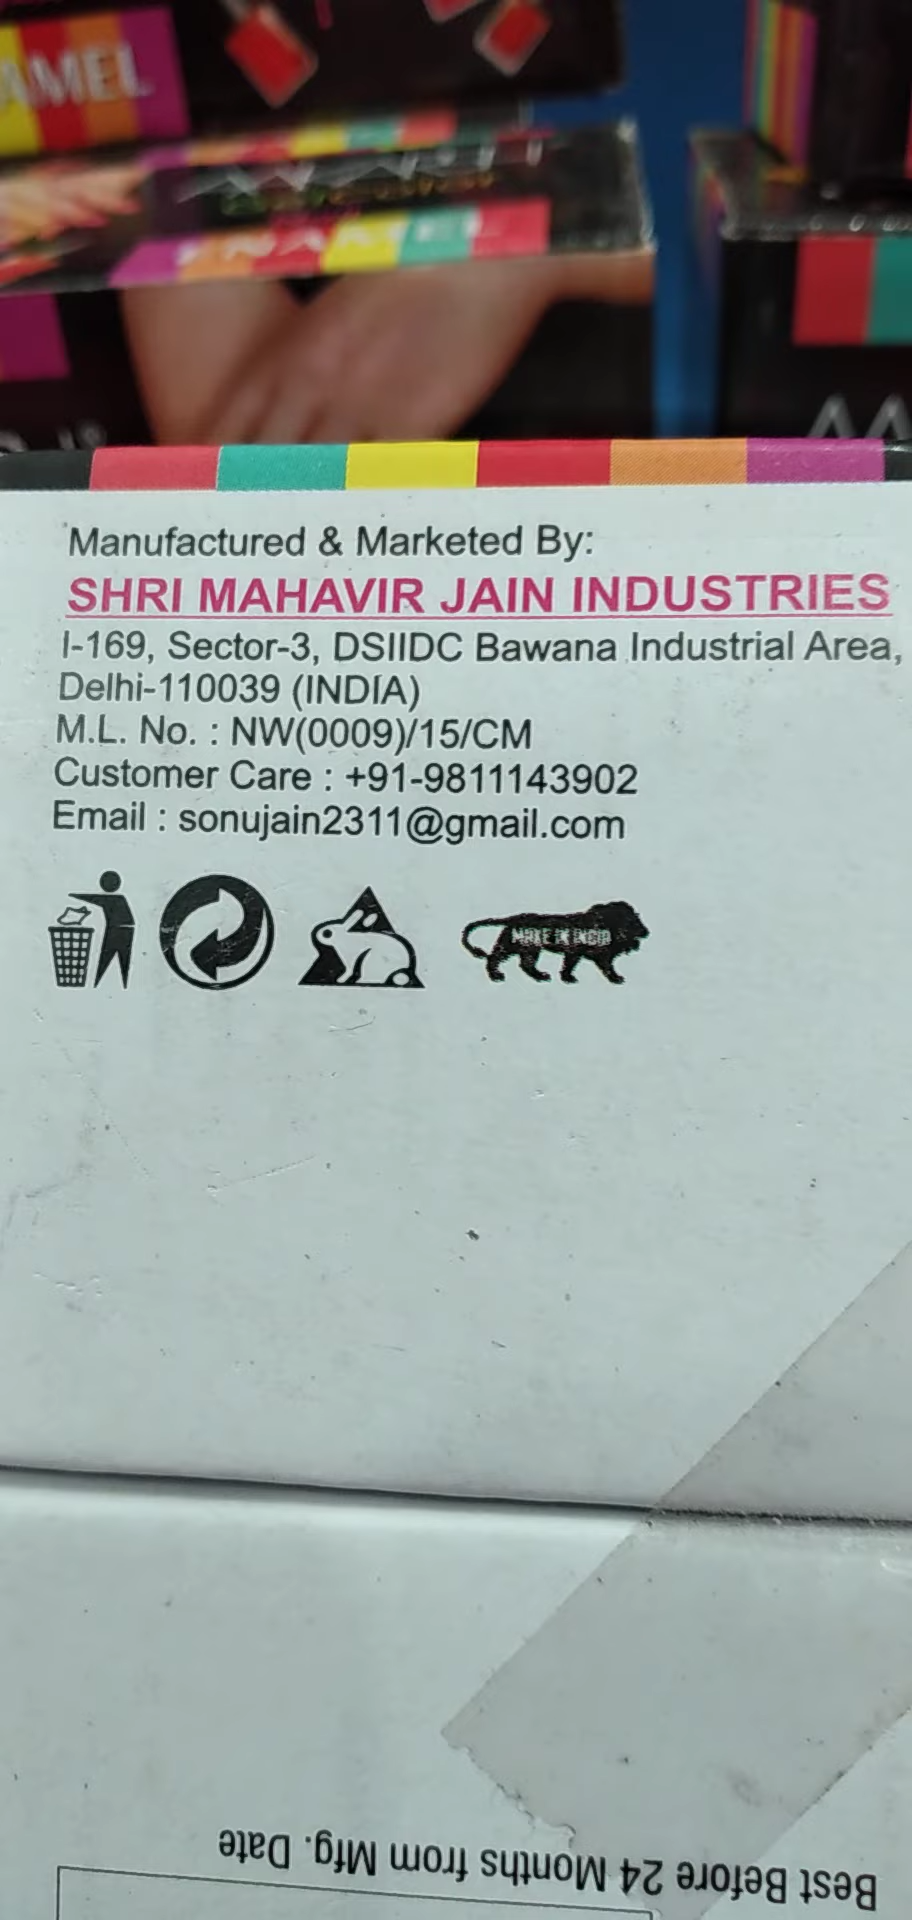 AMEL
ENAMEL
Manufactured & Marketed By:
SHRI MAHAVIR JAIN INDUSTRIES
I-169, Sector-3, DSIIDC Bawana Industrial Area,
Delhi-110039 (INDIA)
M.L. No. : NW(0009)/15/CM
Customer Care : +91-9811143902
Email : sonujain2311@gmail.com
MAKE IN INDIA
Best Before 24 Months from Mfg. Date